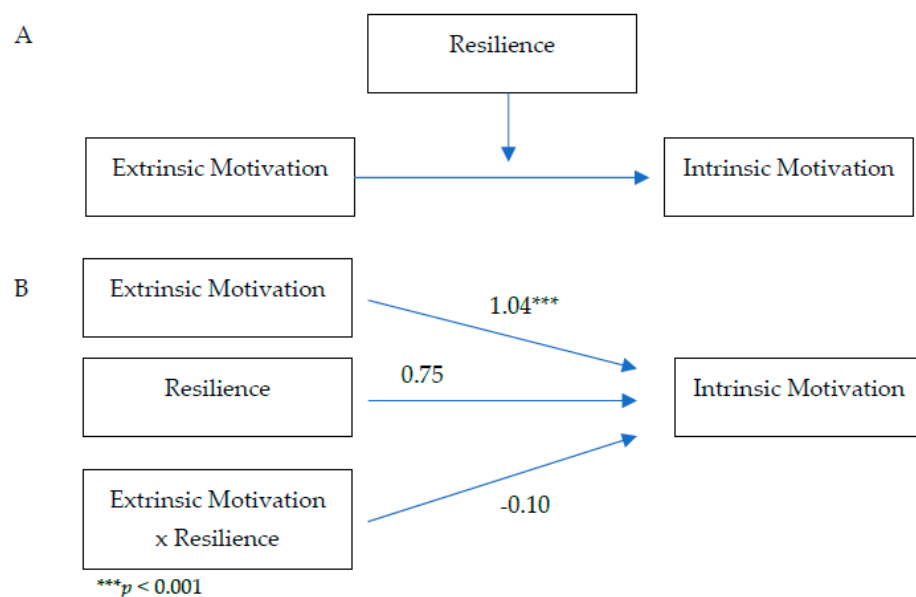 A
Resilience
Extrinsic Motivation
Intrinsic Motivation
B
Extrinsic Motivation
1.04***
Resilience
0.75
Intrinsic Motivation
Extrinsic Motivation
x Resilience
-0.10
***p < 0.001